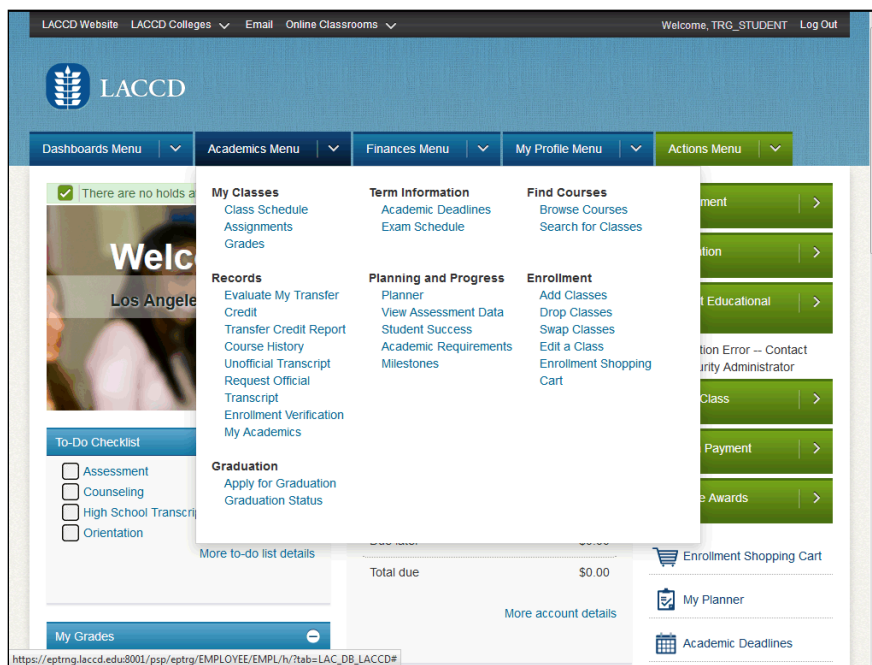 LACCD Website LACCD Colleges Email Online Classrooms Welcome, TRG_STUDENT Log Out
LACCD
Dashboards Menu Academics Menu Finances Menu My Profile Menu Actions Menu
There are no holds
My Classes
Class Schedule
Assignments
Grades
Term Information
Academic Deadlines
Exam Schedule
Find Courses
Browse Courses
Search for Classes
Records
Evaluate My Transfer
Credit
Transfer Credit Report
Course History
Unofficial Transcript
Request Official
Transcript
Enrollment Verification
My Academics
Planning and Progress
Planner
View Assessment Data
Student Success
Academic Requirements
Milestones
Enrollment
Add Classes
Drop Classes
Swap Classes
Edit a Class
Enrollment Shopping
Cart
Graduation
Apply for Graduation
Graduation Status
Welc
Los Angele
ment
tion
t Educational
tion Error -- Contact
urity Administrator
Class
Payment
e Awards
To-Do Checklist
Assessment
Counseling
High School Transcri
Orientation
More to-do list details
Total due $0.00
More account details
Enrollment Shopping Cart
My Planner
Academic Deadlines
My Grades
https://eptrng.laccd.edu:8001/psp/eptrg/EMPLOYEE/EMPL/h/?tab=LAC_DB_LACCD#